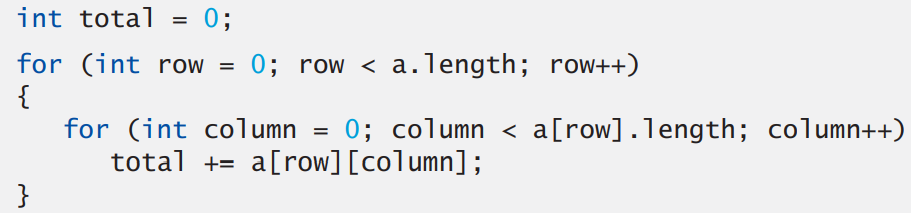 int total = 0;
for (int row = 0; row < a.length; row++)
{
for (int column = 0; column < a[row].length; column++)
total += a[row][column];
}